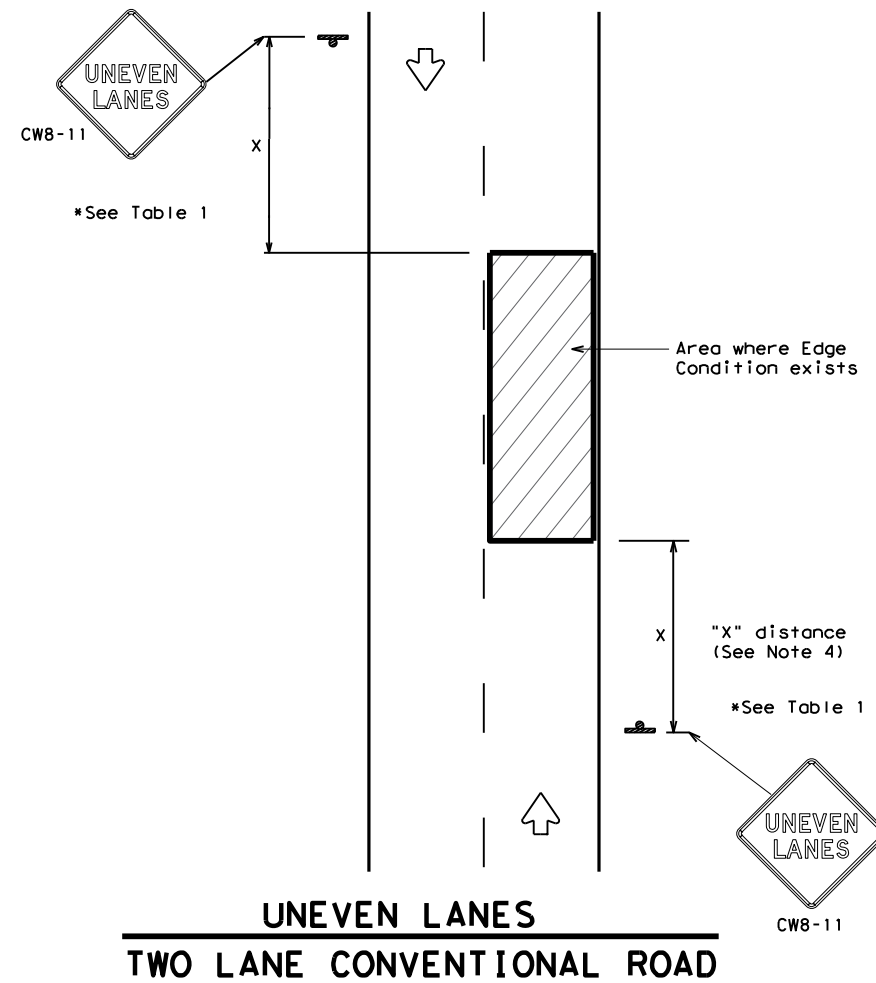 UNEVEN
LANES
CW8-11
X
*See Table 1
Area where Edge
Condition exists
X
"X" distance
(See Note 4)
*See Table 1
UNEVEN
LANES
CW8-11
UNEVEN LANES
TWO LANE CONVENTIONAL ROAD